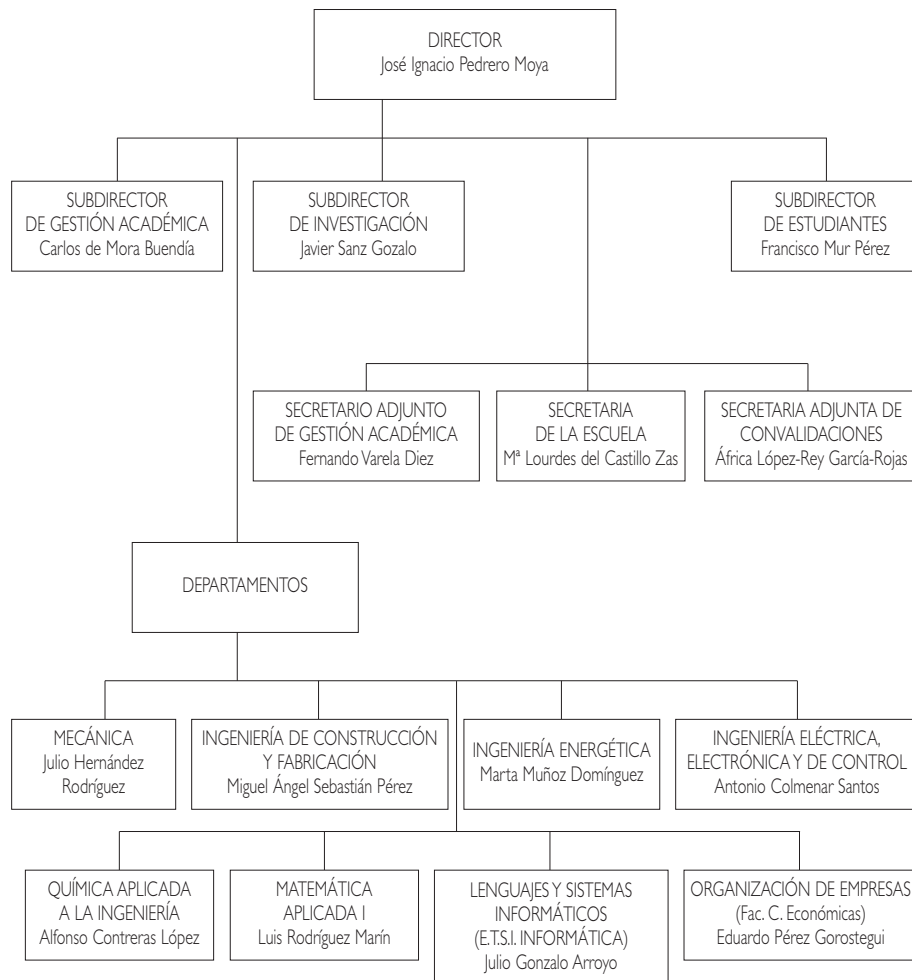 DIRECTOR
José Ignacio Pedrero Moya
SUBDIRECTOR
DE GESTIÓN ACADÉMICA
Carlos de Mora Buendía
SUBDIRECTOR
DE INVESTIGACIÓN
Javier Sanz Gozalo
SUBDIRECTOR
DE ESTUDIANTES
Francisco Mur Pérez
SECRETARIO ADJUNTO
DE GESTIÓN ACADÉMICA
Fernando Varela Diez
SECRETARIA
DE LA ESCUELA
Mª Lourdes del Castillo Zas
SECRETARIA ADJUNTA DE
CONVALIDACIONES
África López-Rey García-Rojas
DEPARTAMENTOS
MECÁNICA
Julio Hernández
Rodríguez
INGENIERÍA DE CONSTRUCCIÓN
Y FABRICACIÓN
Miguel Ángel Sebastián Pérez
INGENIERÍA ENERGÉTICA
Marta Muñoz Domínguez
INGENIERÍA ELÉCTRICA,
ELECTRÓNICA Y DE CONTROL
Antonio Colmenar Santos
QUÍMICA APLICADA
A LA INGENIERÍA
Alfonso Contreras López
MATEMÁTICA
APLICADA I
Luis Rodríguez Marín
LENGUAJES Y SISTEMAS
INFORMÁTICOS
(E.T.S.I. INFORMÁTICA)
Julio Gonzalo Arroyo
ORGANIZACIÓN DE EMPRESAS
(Fac. C. Económicas)
Eduardo Pérez Gorostegui